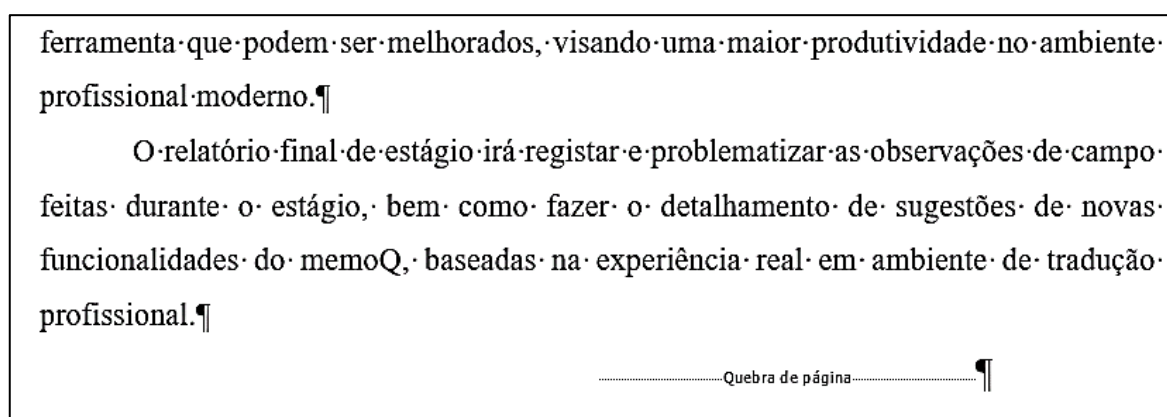 ferramenta·que·podem·ser·melhorados,·visando·uma·maior·produtividade·no·ambiente·
profissional·moderno.¶
O·relatório·final·de·estágio·irá·registar·e·problematizar·as·observações·de·campo·
feitas·durante·o·estágio,·bem·como·fazer·o·detalhamento·de·sugestões·de·novas·
funcionalidades·do·memoQ,·baseadas·na·experiência·real·em·ambiente·de·tradução·
profissional.¶
Quebra de página¶